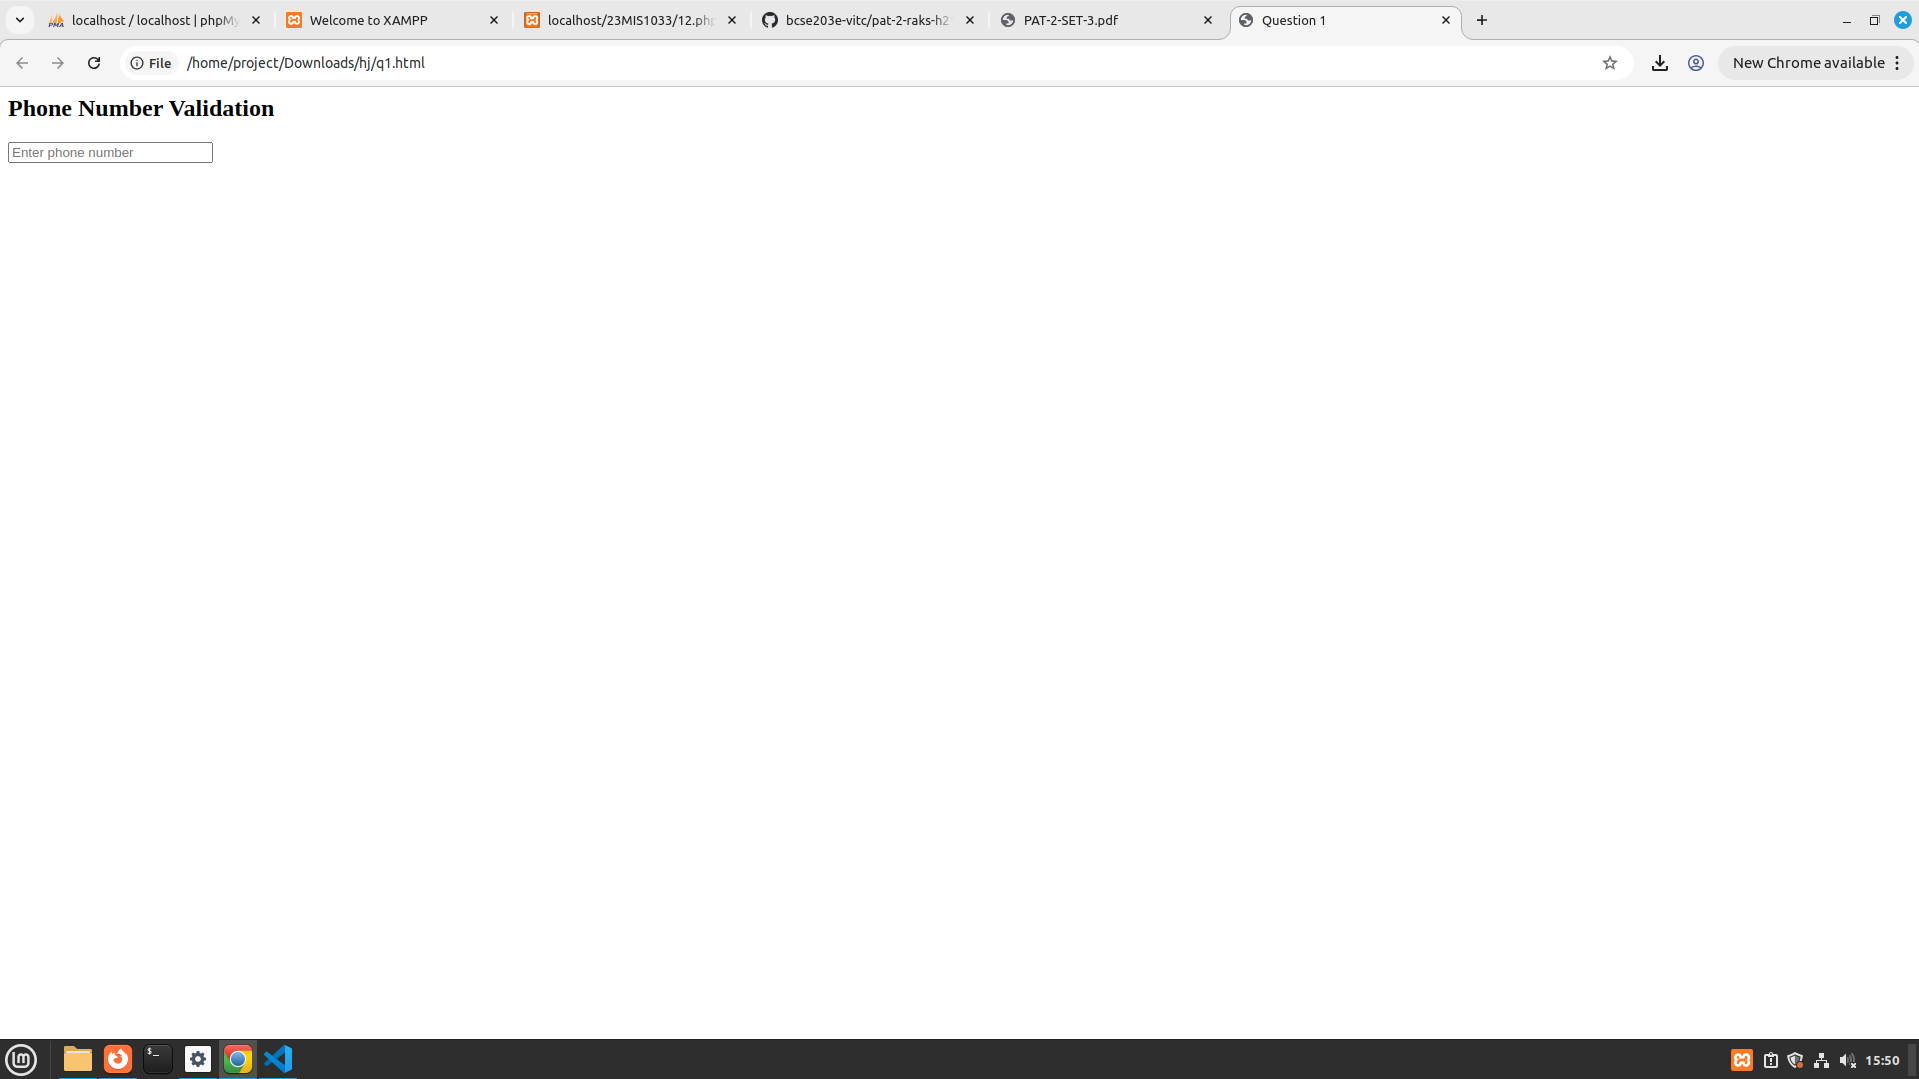 localhost / localhost | phpMy
Welcome to XAMPP
localhost/23MIS1033/12.php
bcse203e-vitc/pat-2-raks-h2
PAT-2-SET-3.pdf
Question 1
File
/home/project/Downloads/hj/q1.html
New Chrome available
Phone Number Validation
Enter phone number
15:50